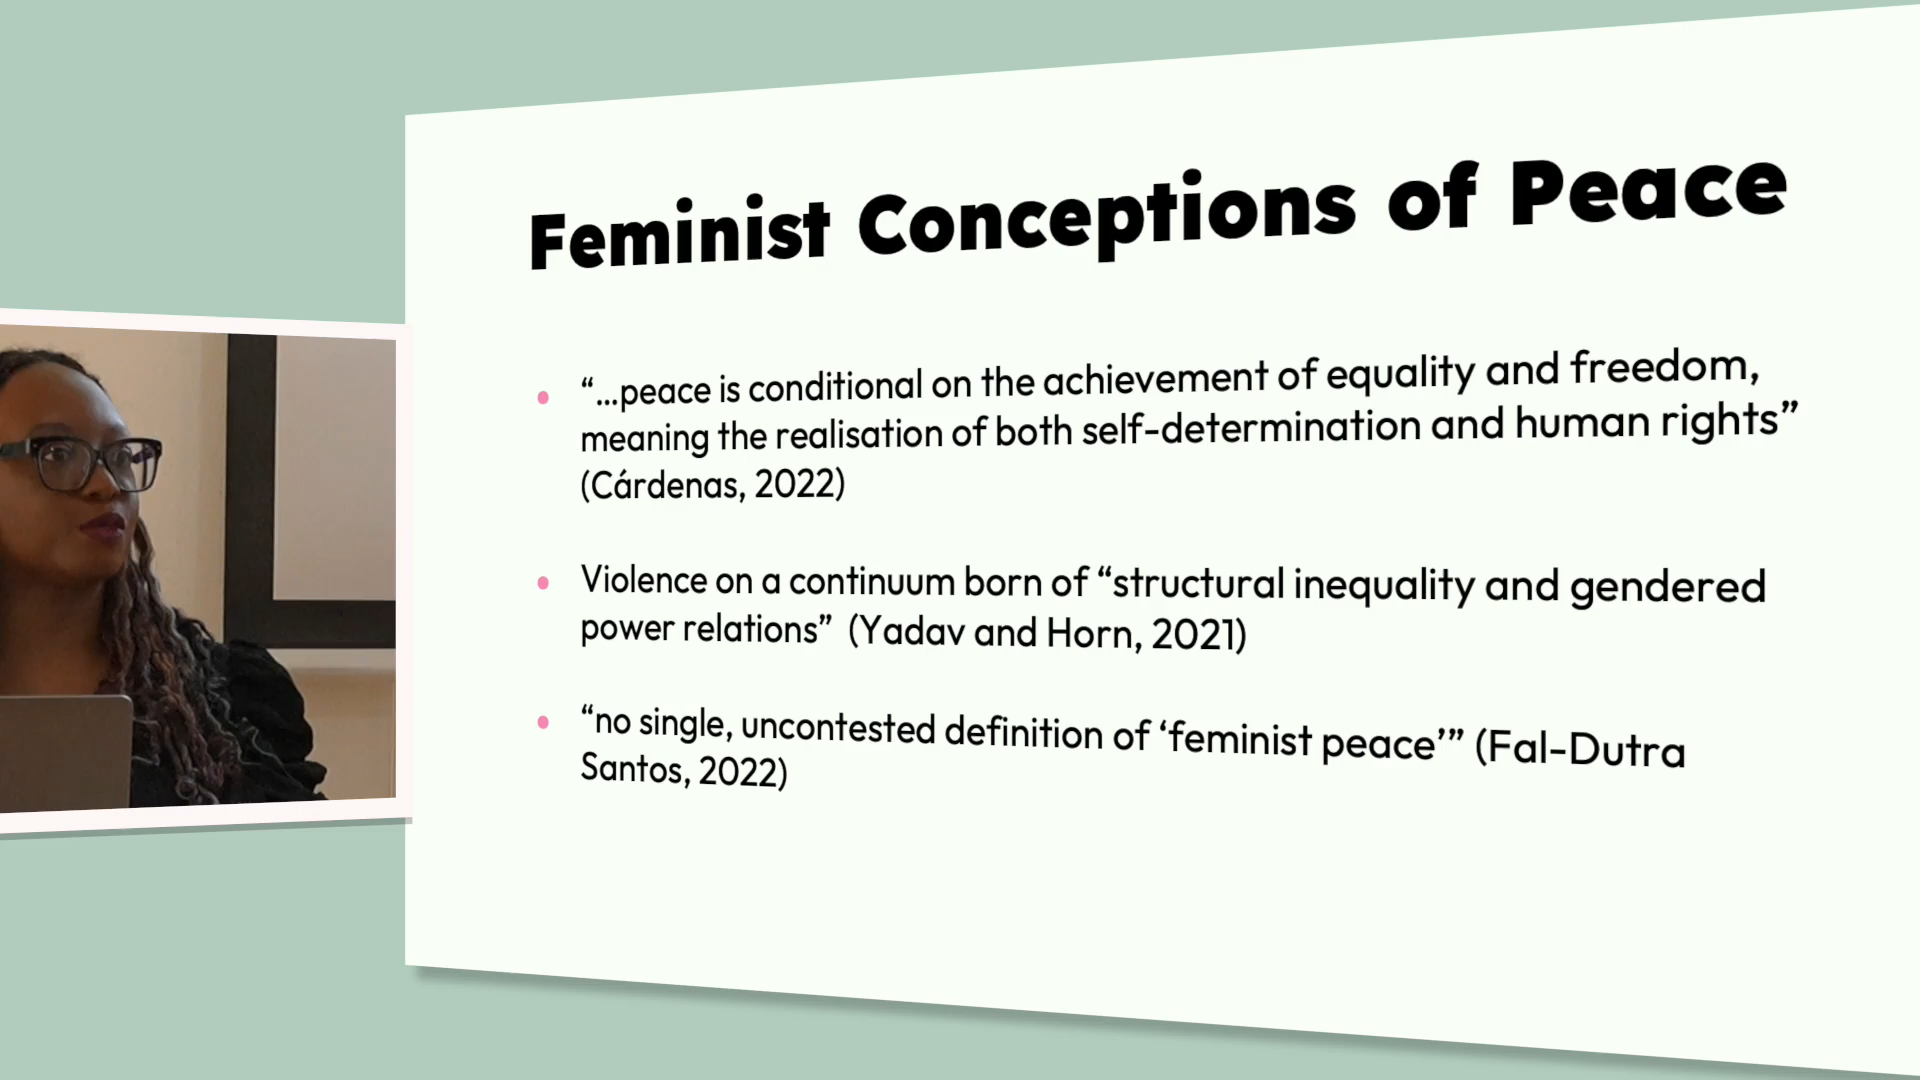 Feminist Conceptions of Peace
“...peace is conditional on the achievement of equality and freedom,
meaning the realisation of both self-determination and human rights”
(Cárdenas, 2022)
Violence on a continuum born of “structural inequality and gendered
power relations” (Yadav and Horn, 2021)
“no single, uncontested definition of ‘feminist peace’” (Fal-Dutra
Santos, 2022)